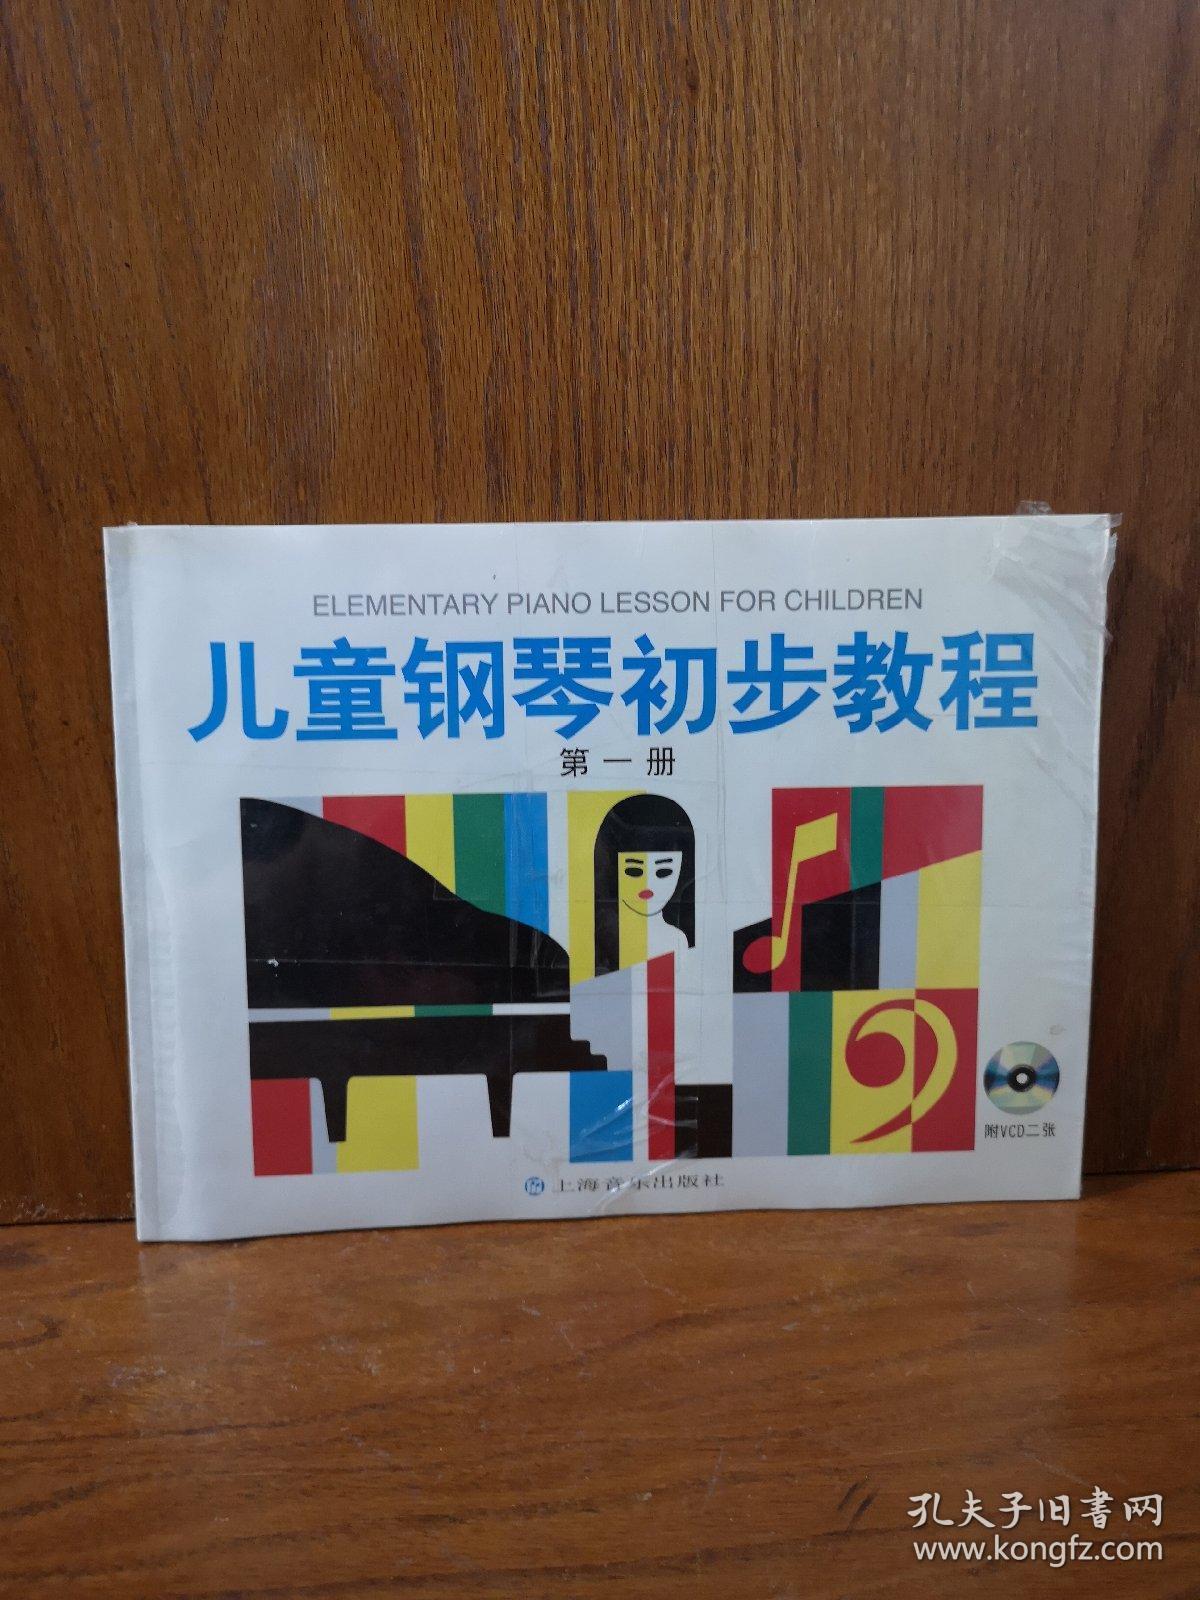 ELEMENTARY PIANO LESSON FOR CHILDREN
儿童钢琴初步教程
第一册
附VCD二张
上海音乐出版社
孔夫子旧书网
www.kongfz.com